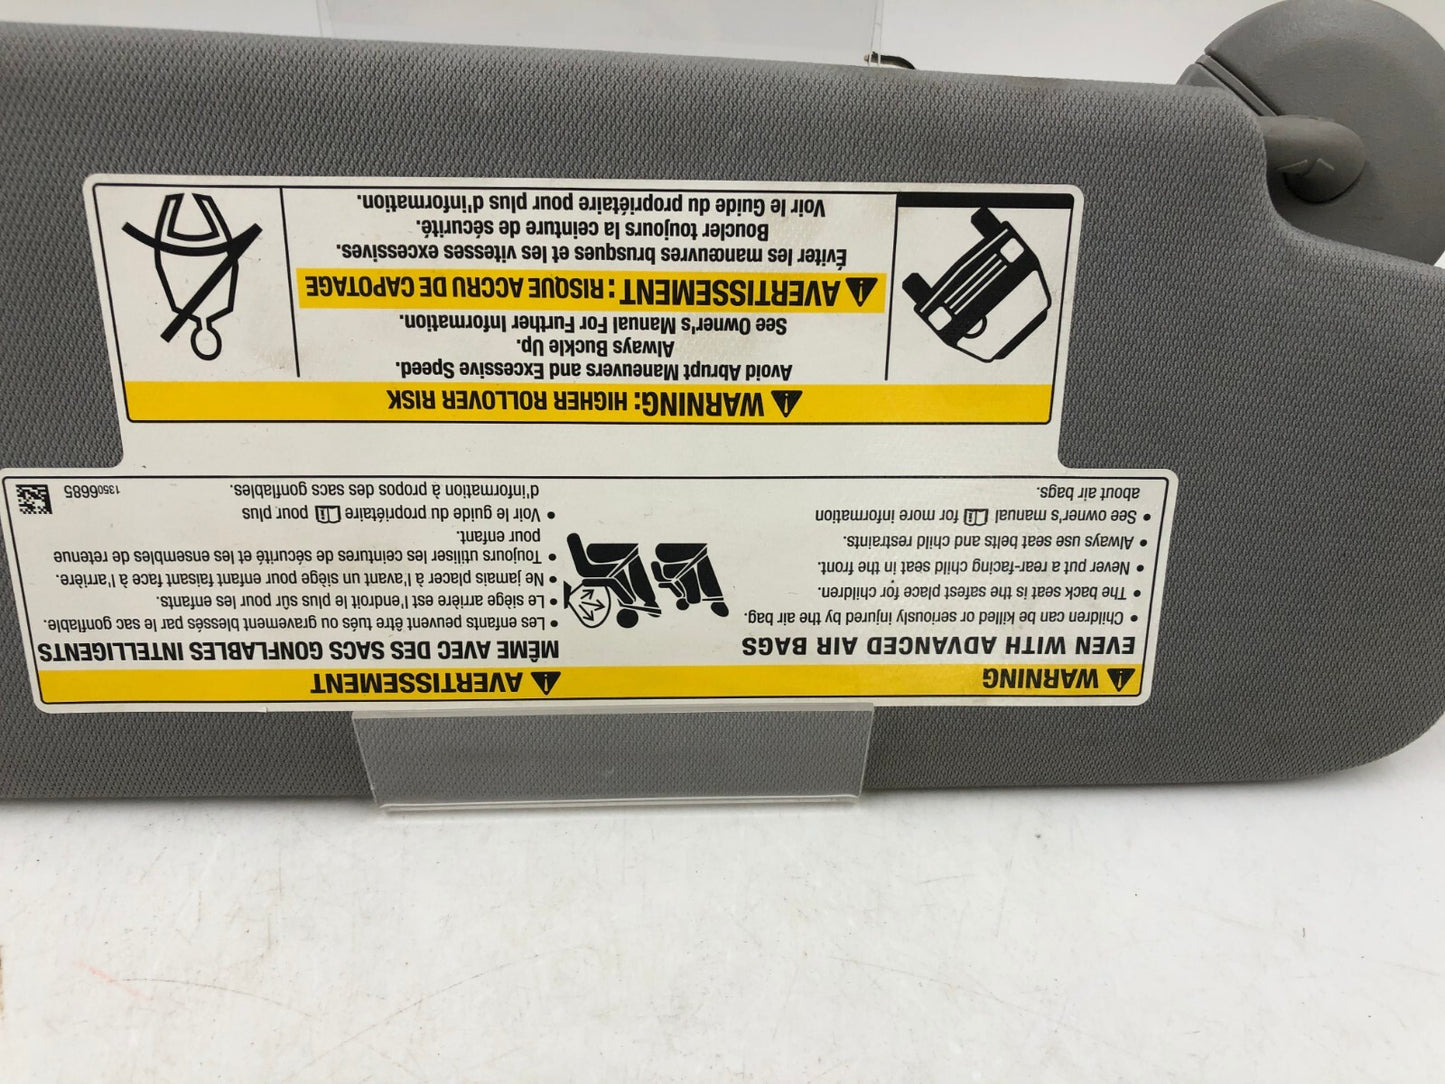 WARNING
EVEN WITH ADVANCED AIR BAGS
• Children can be killed or seriously injured by the air bag.
• The back seat is the safest place for children.
• Never put a rear-facing child seat in the front.
• Always use seat belts and child restraints.
• See owner's manual for more information
about air bags.
AVERTISSEMENT
MÊME AVEC DES SACS GONFLABLES INTELLIGENTS
• Les enfants peuvent être tués ou gravement blessés par le sac gonflable.
• Le siège arrière est l'endroit le plus sûr pour les enfants.
• Ne jamais placer à l'avant un siège pour enfant faisant face à l'arrière.
• Toujours utiliser les ceintures de sécurité et les ensembles de retenue
pour enfant.
• Voir le guide du propriétaire pour plus
d'information à propos des sacs gonflables.
13506685
WARNING: HIGHER ROLLOVER RISK
Avoid Abrupt Maneuvers and Excessive Speed.
Always Buckle Up.
See Owner's Manual For Further Information.
AVERTISSEMENT : RISQUE ACCRU DE CAPOTAGE
Éviter les manœuvres brusques et les vitesses excessives.
Boucler toujours la ceinture de sécurité.
Voir le Guide du propriétaire pour plus d'information.